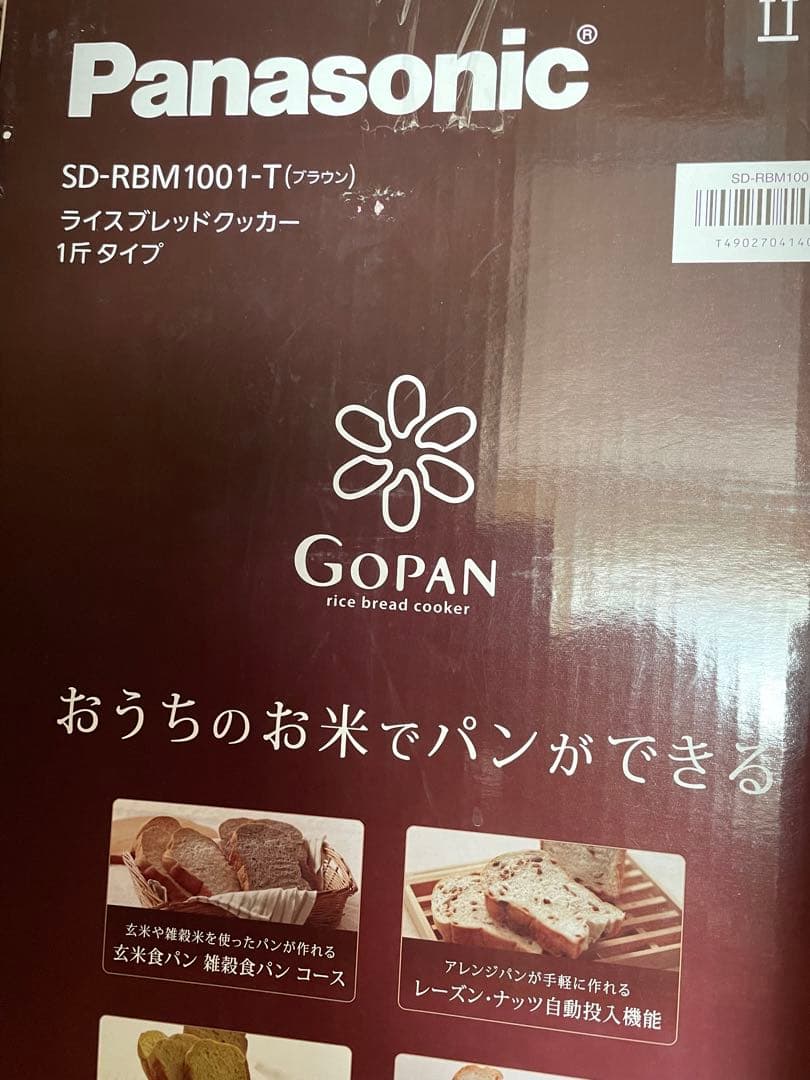 Panasonic®
SD-RBM1001-T(ブラウン)
ライスブレッドクッカー
1斤タイプ
SD-RBM100
T4902704140
GOPAN
rice bread cooker
おうちのお米でパンができる
玄米や雑穀米を使ったパンが作れる
玄米食パン 雑穀食パン コース
アレンジパンが手軽に作れる
レーズン・ナッツ自動投入機能